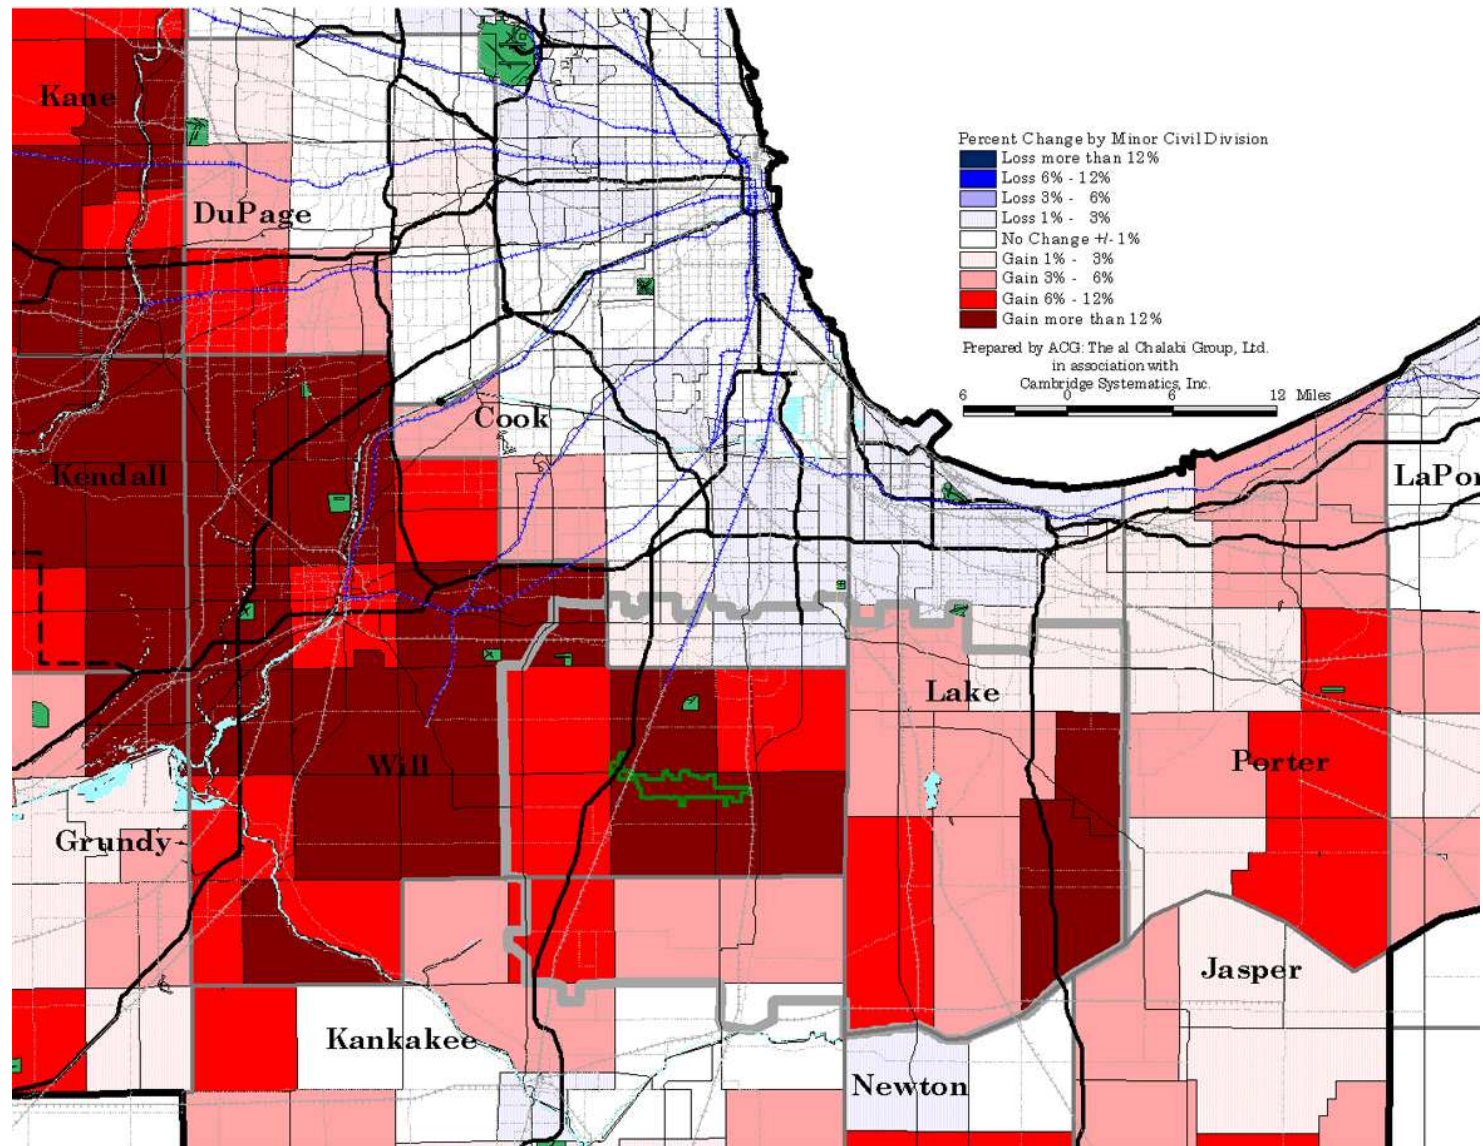 Kane
Percent Change by Minor Civil Division
Loss more than 12%
Loss 6% - 12%
Loss 3% - 6%
Loss 1% - 3%
No Change +/- 1%
Gain 1% - 3%
Gain 3% - 6%
Gain 6% - 12%
Gain more than 12%
Prepared by ACG: The al Chalabi Group, Ltd.
in association with
Cambridge Systematics, Inc.
6 0 6 12 Miles
DuPage
Cook
Kendall
LaPor
Lake
Will
Porter
Grundy
Jasper
Kankakee
Newton